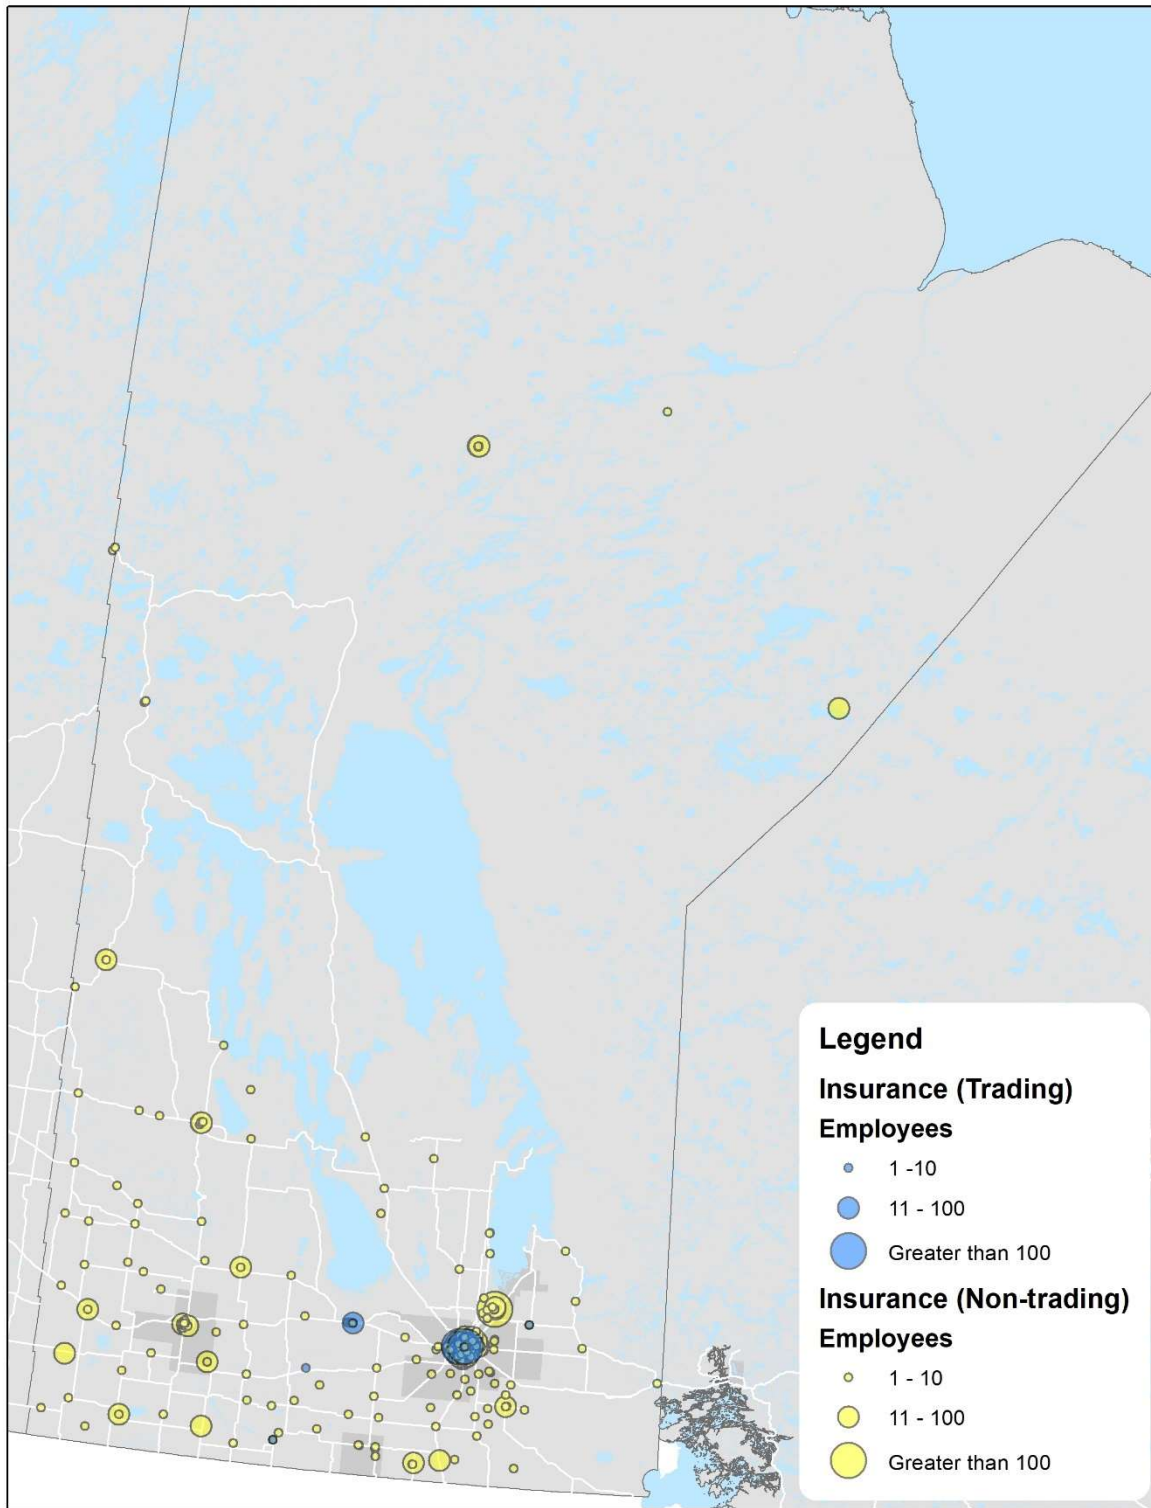 Legend
Insurance (Trading)
Employees
1 -10
11 - 100
Greater than 100
Insurance (Non-trading)
Employees
1 - 10
11 - 100
Greater than 100